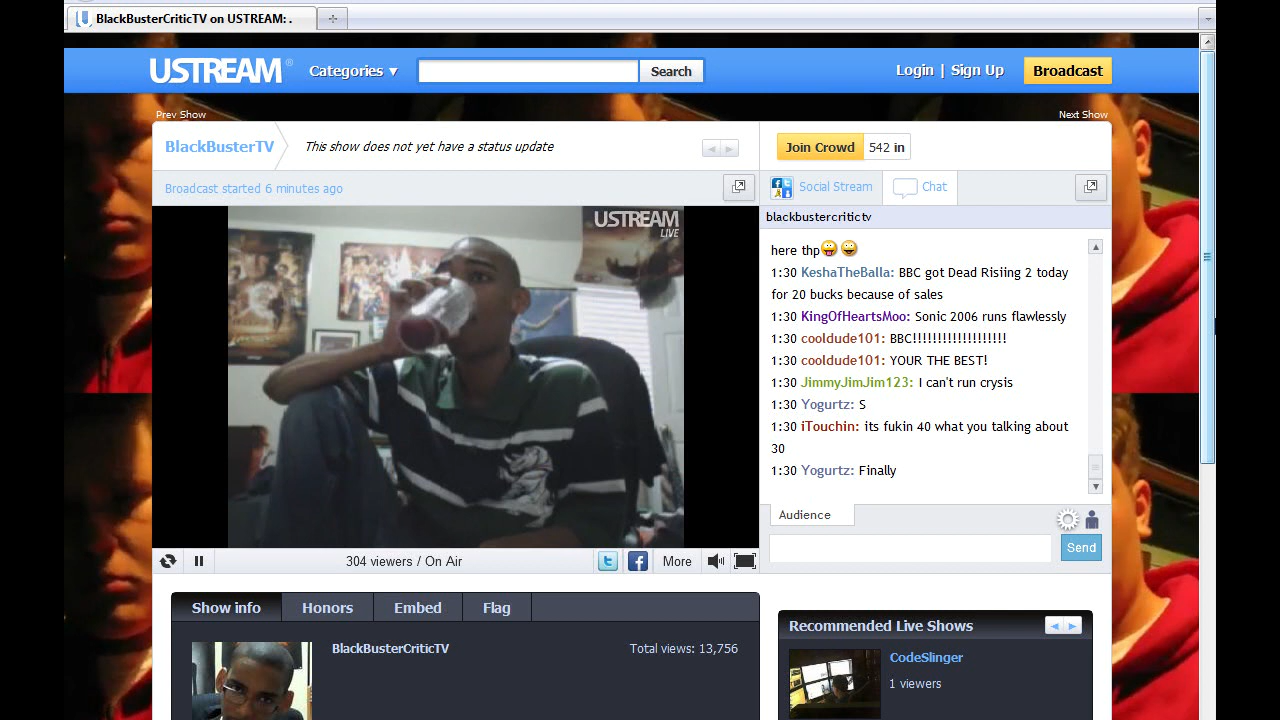 BlackBusterCriticTV on USTREAM: .
USTREAM
Categories ▼
Search
Login | Sign Up
Broadcast
Prev Show
Next Show
BlackBusterTV
This show does not yet have a status update
Join Crowd
542 in
Broadcast started 6 minutes ago
Social Stream
Chat
blackbustercritictv
USTREAM
LIVE
here thp
1:30 KeshaTheBalla: BBC got Dead Rising 2 today
for 20 bucks because of sales
1:30 KingOfHeartsMoo: Sonic 2006 runs flawlessly
1:30 cooldude101: BBC!!!!!!!!!!!!!!!!!!!
1:30 cooldude101: YOUR THE BEST!
1:30 JimmyJimJim123: I can't run crysis
1:30 Yogurtz: S
1:30 iTouchin: its fukin 40 what you talking about
30
1:30 Yogurtz: Finally
Audience
Send
304 viewers / On Air
More
Show info
Honors
Embed
Flag
BlackBusterCriticTV
Total views: 13,756
Recommended Live Shows
CodeSlinger
1 viewers